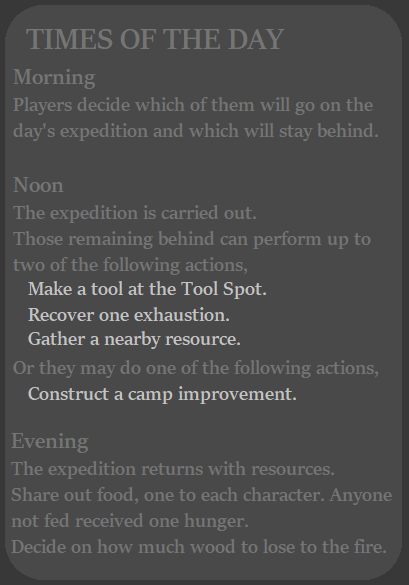 TIMES OF THE DAY
Morning
Players decide which of them will go on the
day's expedition and which will stay behind.
Noon
The expedition is carried out.
Those remaining behind can perform up to
two of the following actions,
Make a tool at the Tool Spot.
Recover one exhaustion.
Gather a nearby resource.
Or they may do one of the following actions,
Construct a camp improvement.
Evening
The expedition returns with resources.
Share out food, one to each character. Anyone
not fed received one hunger.
Decide on how much wood to lose to the fire.